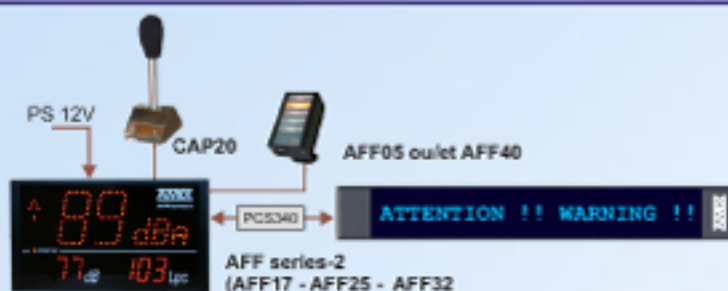 PS 12V
CAP20
AFF05 ou/et AFF40
89 dBA
77 dB 103 Lpc
PCS340
ATTENTION !! WARNING !!
AFF series-2
(AFF17 - AFF25 - AFF32